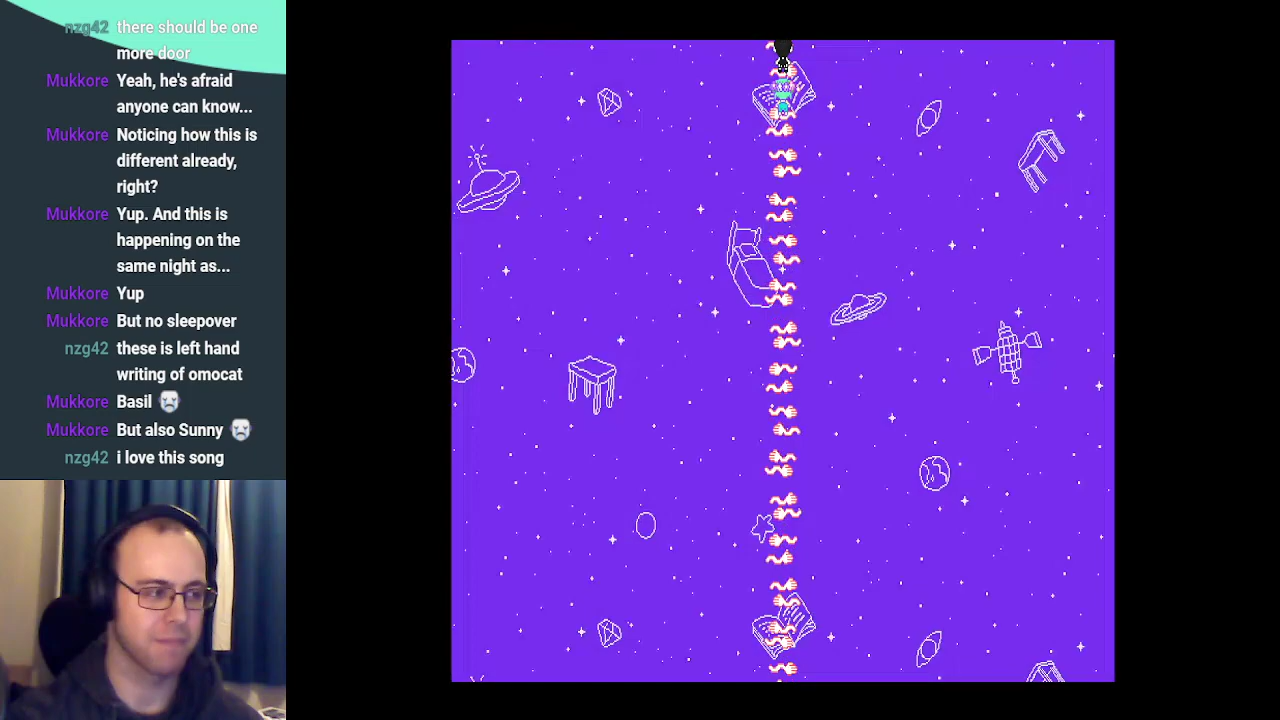 nzg42 there should be one
more door
Mukkore Yeah, he's afraid
anyone can know...
Mukkore Noticing how this is
different already,
right?
Mukkore Yup. And this is
happening on the
same night as...
Mukkore Yup
Mukkore But no sleepover
nzg42 these is left hand
writing of omocat
Mukkore Basil
Mukkore But also Sunny
nzg42 i love this song